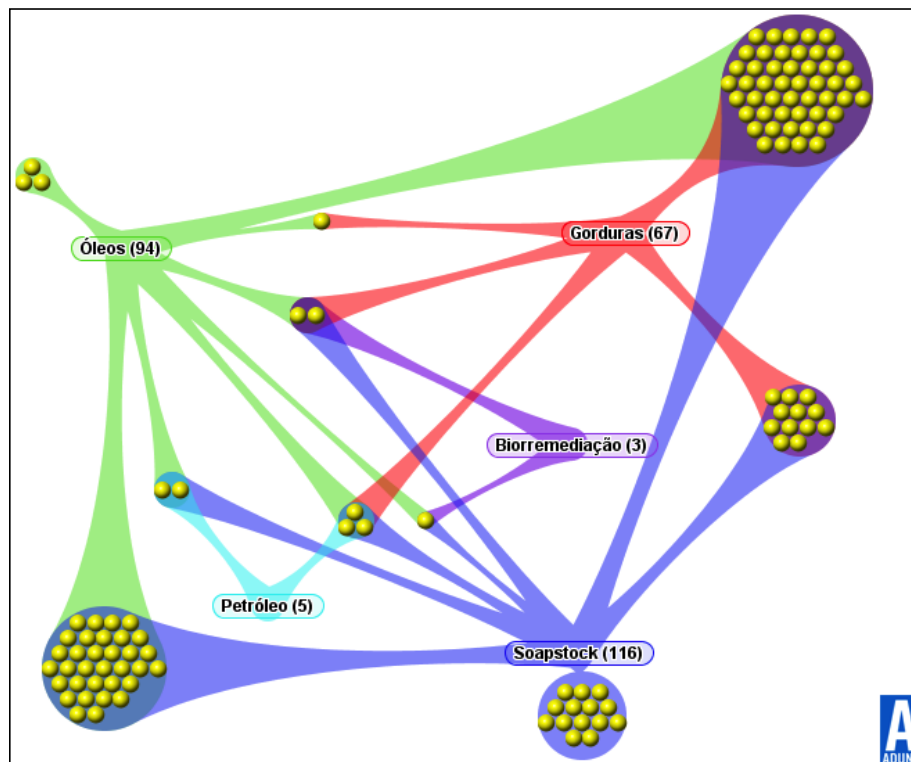 Óleos (94)
Gorduras (67)
Biorremediação (3)
Petróleo (5)
Soapstock (116)